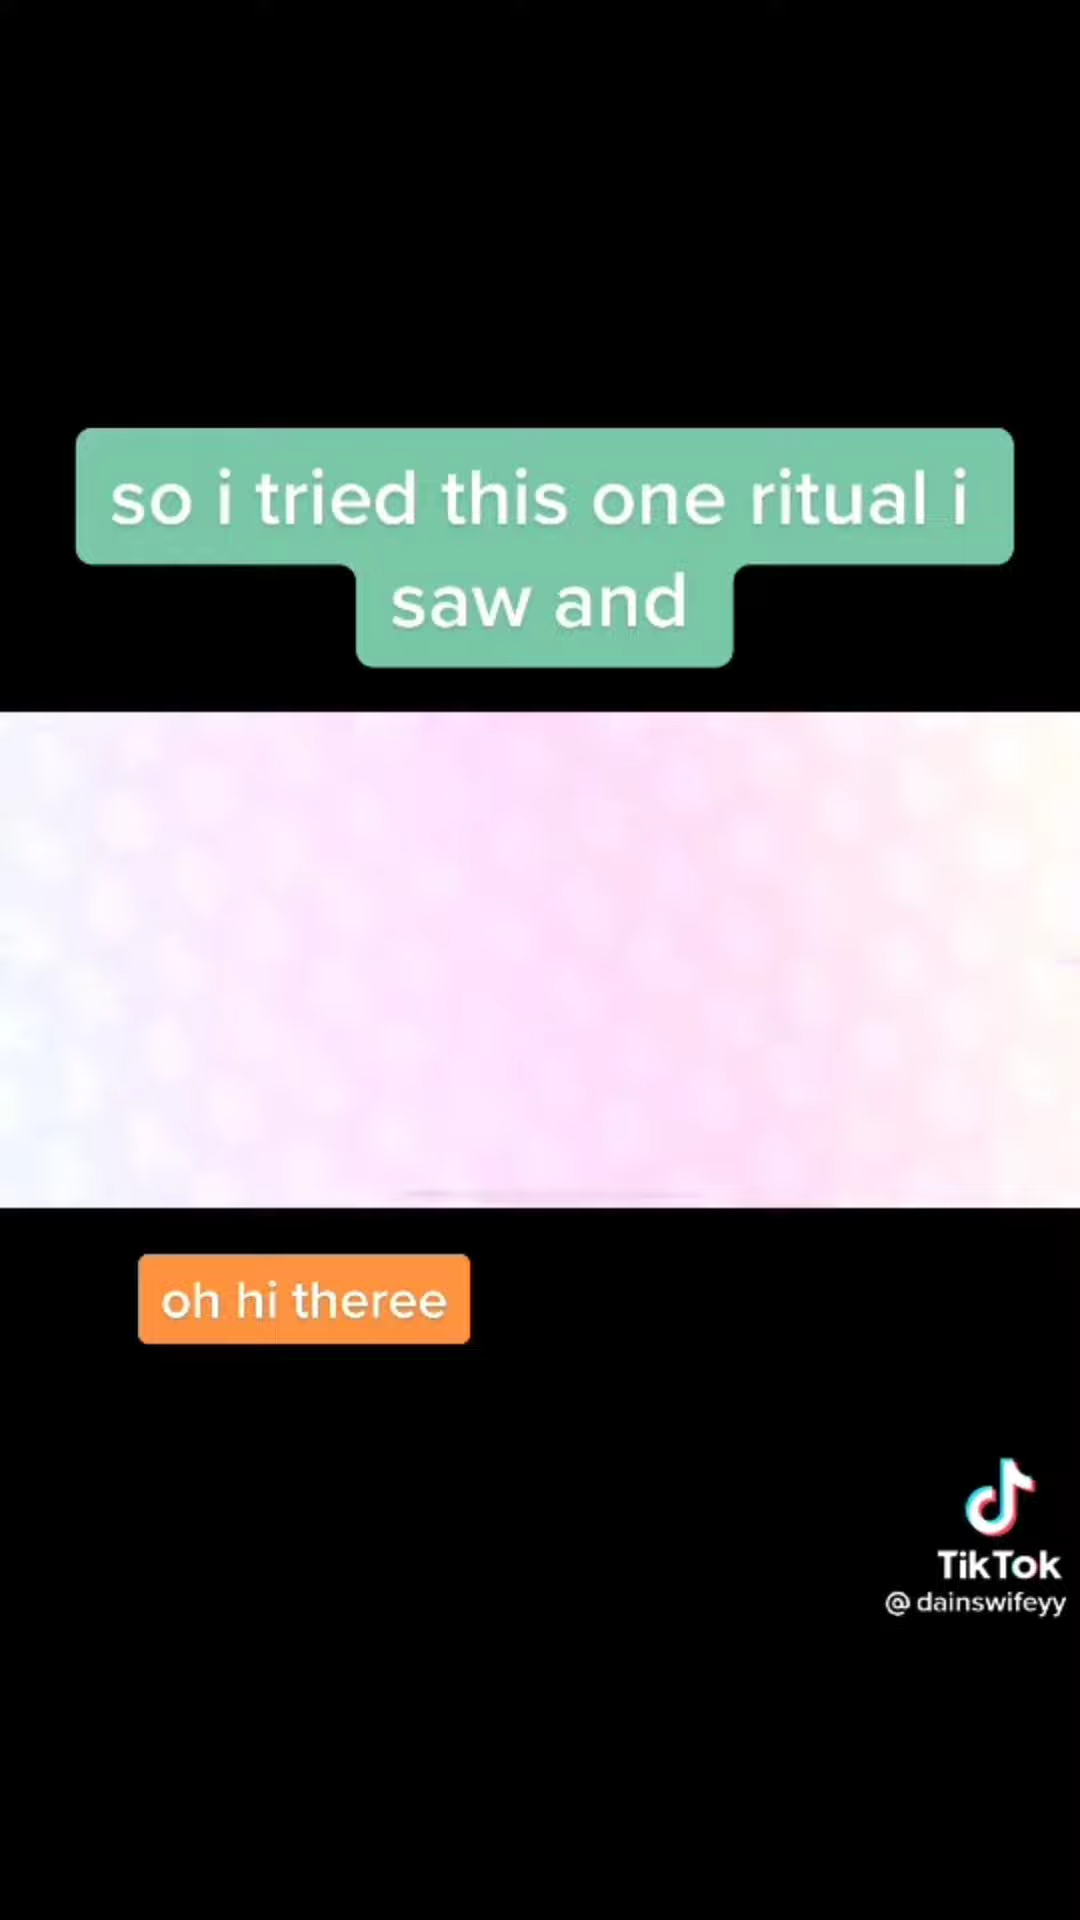 so i tried this one ritual i
saw and
oh hi theree
TikTok
@dainswifeyy